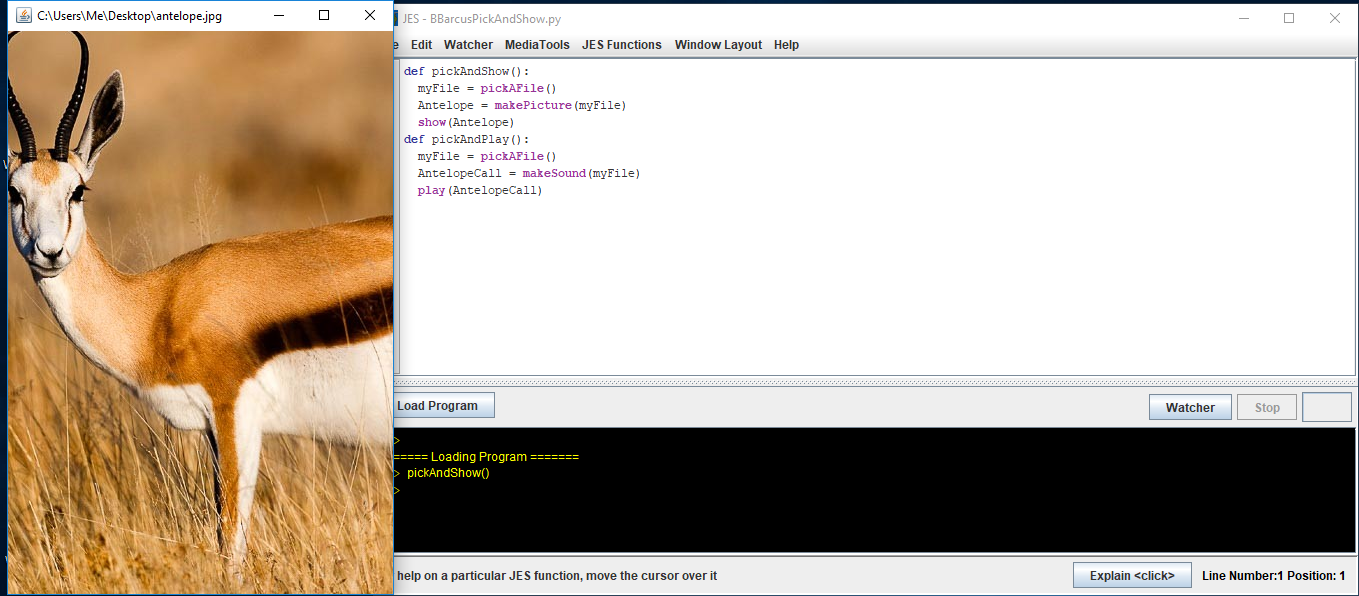 C:\Users\Me\Desktop\antelope.jpg
JES - BBarcusPickAndShow.py
Edit Watcher MediaTools JES Functions Window Layout Help
def pickAndShow():
  myFile = pickAFile()
  Antelope = makePicture(myFile)
  show(Antelope)
def pickAndPlay():
  myFile = pickAFile()
  AntelopeCall = makeSound(myFile)
  play(AntelopeCall)
Load Program
Watcher Stop
>
===== Loading Program =======
> pickAndShow()
>
help on a particular JES function, move the cursor over it
Explain <click> Line Number:1 Position: 1